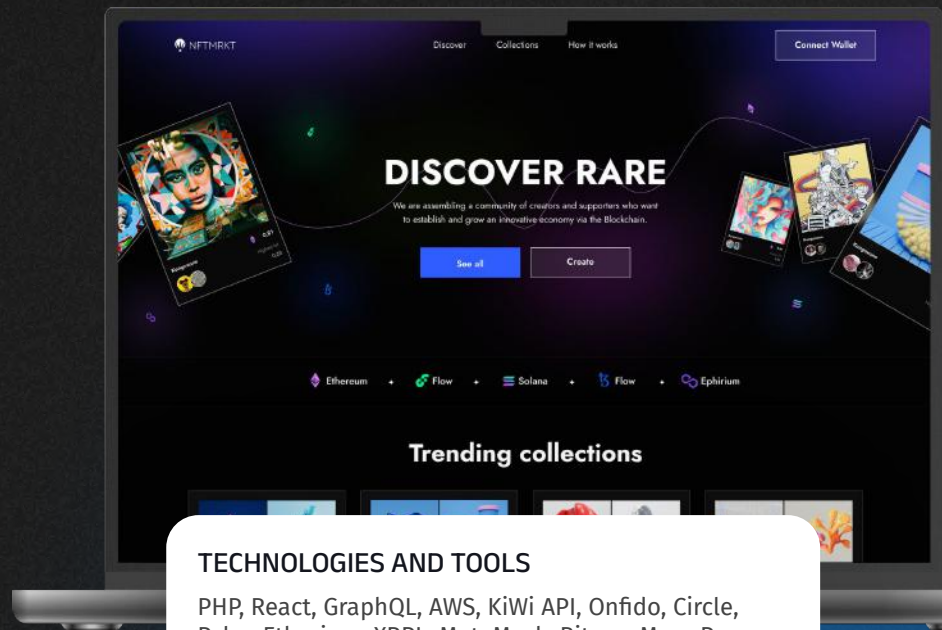 NFTMRKT
Discover Collections How it works
Connect Wallet
DISCOVER RARE
We are assembling a community of creators and supporters who want
to establish and grow an innovative economy via the Blockchain.
See all Create
Ethereum + Flow + Solana + Flow + Ephirium
Trending collections
TECHNOLOGIES AND TOOLS
PHP, React, GraphQL, AWS, KiWi API, Onfido, Circle,